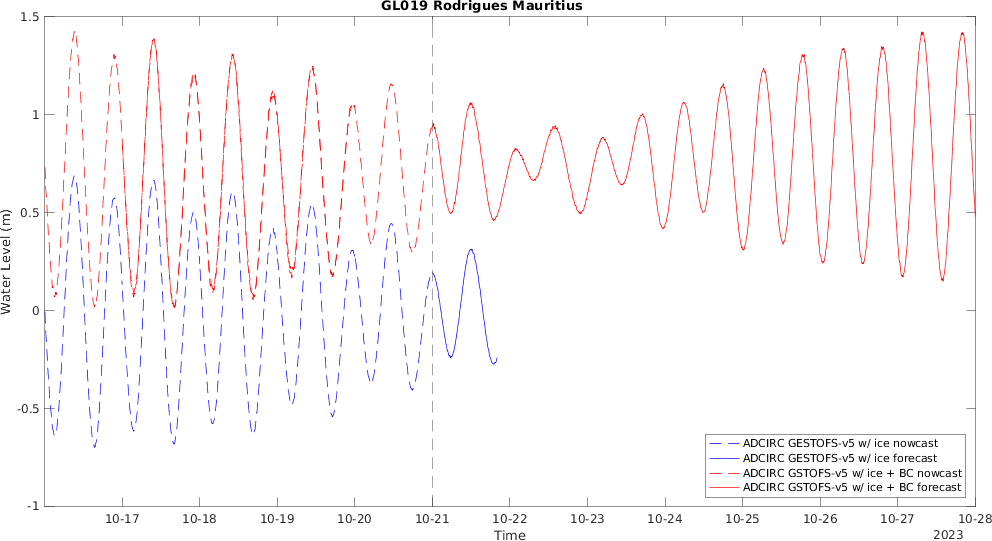 GL019 Rodrigues Mauritius
1.5
1
0.5
0
-0.5
-1
Water Level (m)
10-17 10-18 10-19 10-20 10-21 10-22 10-23 10-24 10-25 10-26 10-27 10-28
Time
2023
ADCIRC GESTOFS-v5 w/ ice nowcast
ADCIRC GESTOFS-v5 w/ ice forecast
ADCIRC GSTOFS-v5 w/ ice + BC nowcast
ADCIRC GSTOFS-v5 w/ ice + BC forecast